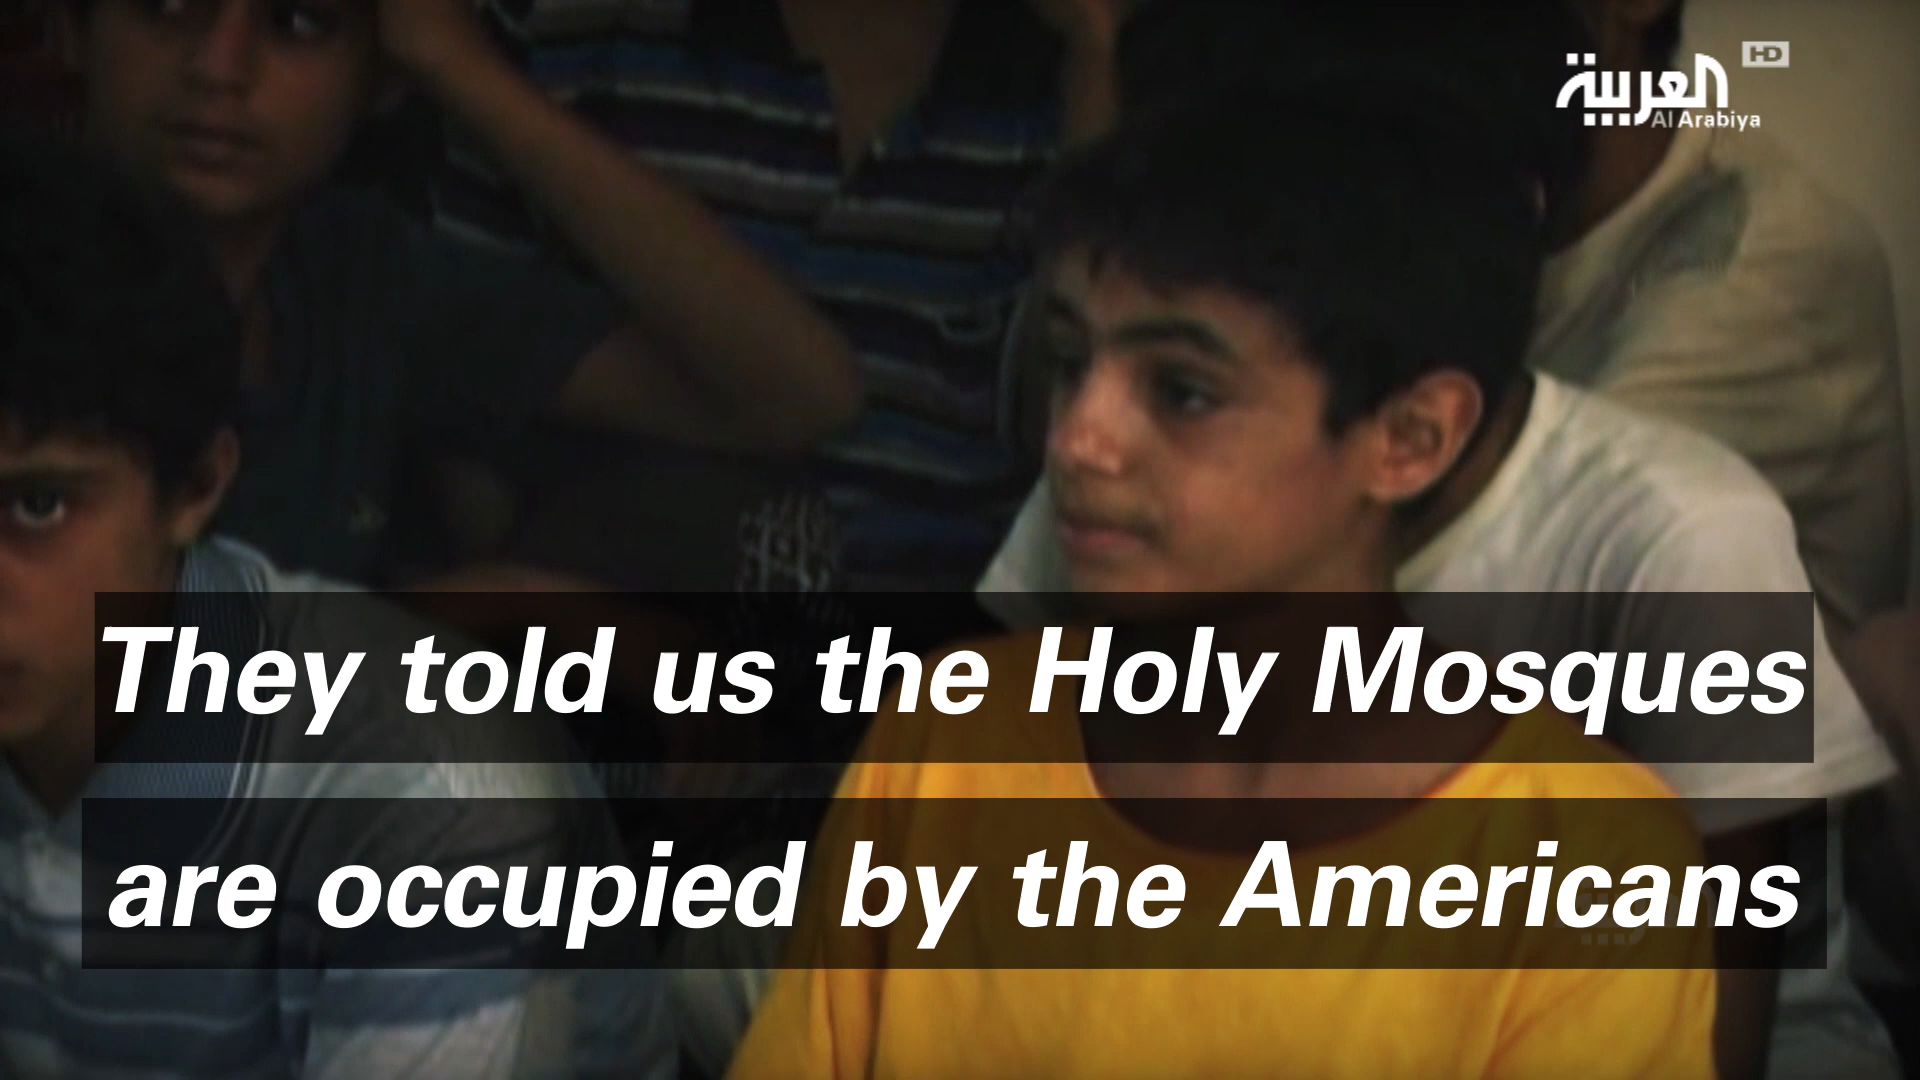 HD
العربية
Al Arabiya
They told us the Holy Mosques
are occupied by the Americans